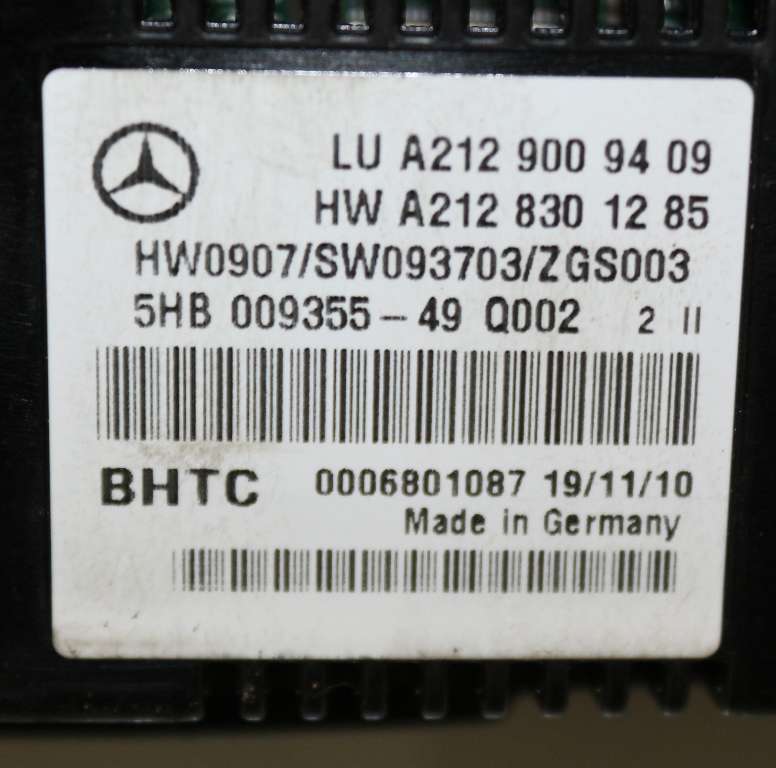 LU A212 900 94 09
HW A212 830 12 85
HW0907/SW093703/ZGS003
5HB 009355-49 Q002 2 II
BHTC 0006801087 19/11/10
Made in Germany